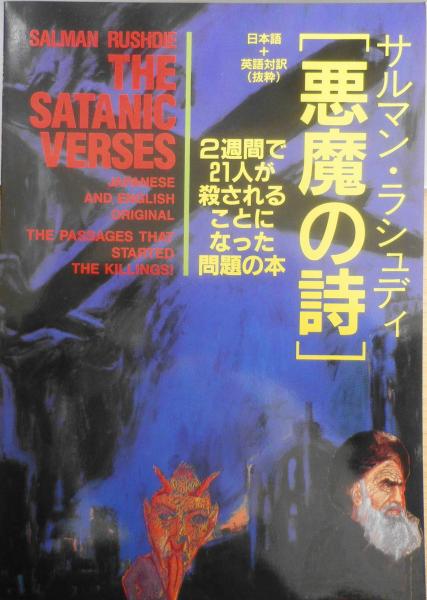 SALMAN RUSHDIE
THE
SATANIC
VERSES
JAPANESE
AND ENGLISH
ORIGINAL
THE PASSAGES THAT
STARTED
THE KILLINGS!
日本語
+
英語対訳
(抜粋)
サルマン・ラシュディ
[悪魔の詩]
2週間で
21人が
殺される
ことに
なった
問題の本